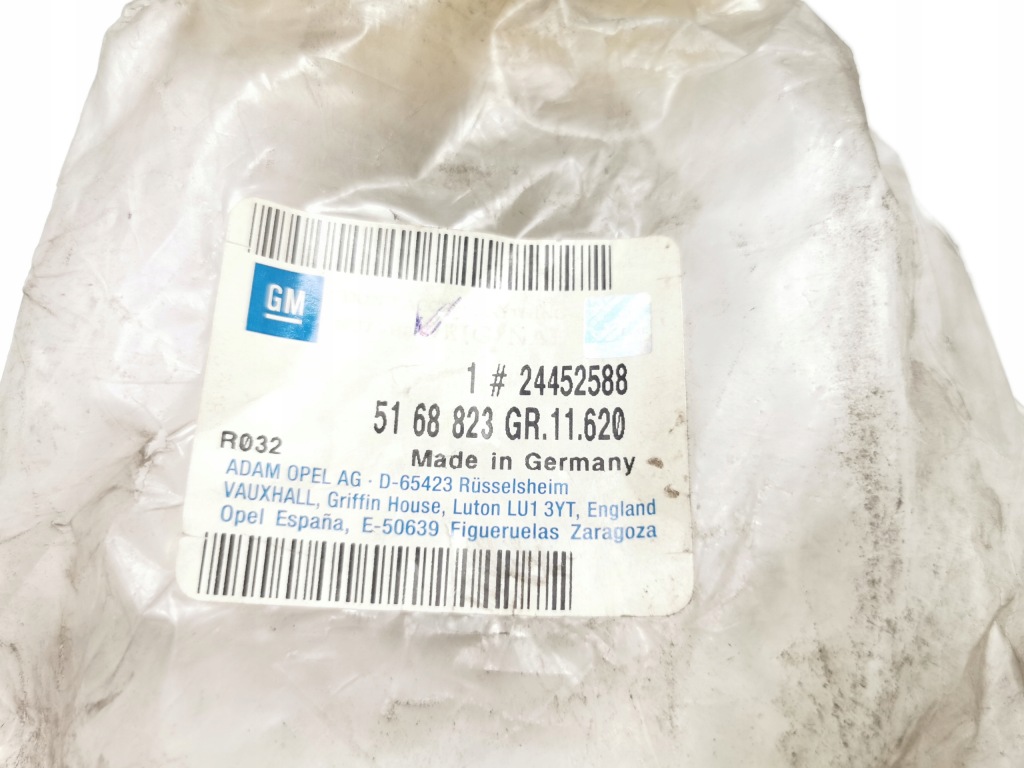 GM
1 # 24452588
51 68 823 GR.11.620
R032
Made in Germany
ADAM OPEL AG · D-65423 Rüsselsheim
VAUXHALL, Griffin House, Luton LU1 3YT, England
Opel España, E-50639 Figueruelas Zaragoza